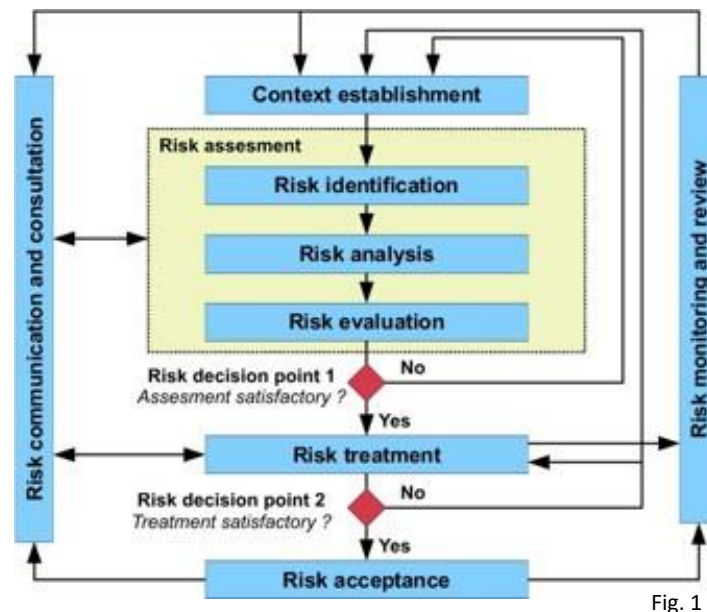 Context establishment
Risk assesment
Risk identification
Risk analysis
Risk evaluation
Risk decision point 1
Assesment satisfactory ?
No
Yes
Risk treatment
Risk decision point 2
Treatment satisfactory ?
No
Yes
Risk acceptance
Risk communication and consultation
Risk monitoring and review
Fig. 1